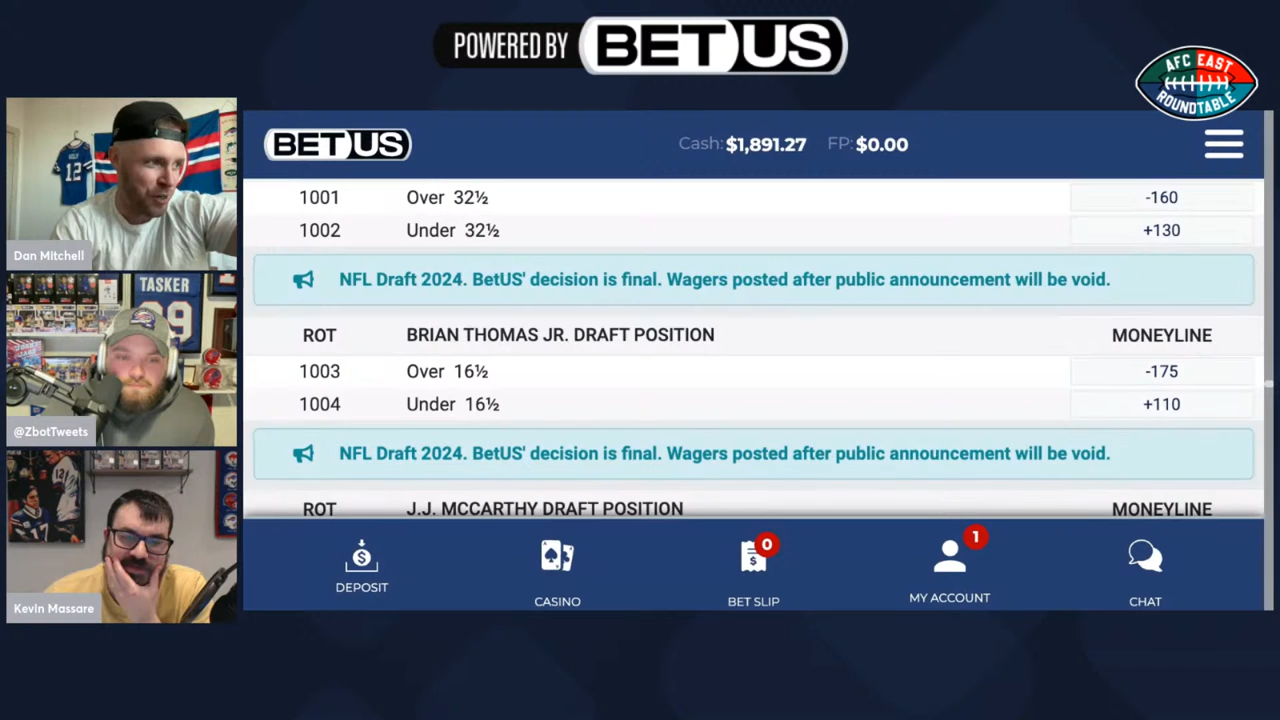 POWERED BY BETUS
AFC EAST
ROUNDTABLE
BETUS
Cash: $1,891.27 FP: $0.00
1001 Over 32½ -160
1002 Under 32½ +130
NFL Draft 2024. BetUS' decision is final. Wagers posted after public announcement will be void.
ROT BRIAN THOMAS JR. DRAFT POSITION MONEYLINE
1003 Over 16½ -175
1004 Under 16½ +110
NFL Draft 2024. BetUS' decision is final. Wagers posted after public announcement will be void.
ROT J.J. MCCARTHY DRAFT POSITION MONEYLINE
0
1
DEPOSIT
CASINO
BET SLIP
MY ACCOUNT
CHAT
12
Dan Mitchell
TASKER
89
@ZbotTweets
Kevin Massare